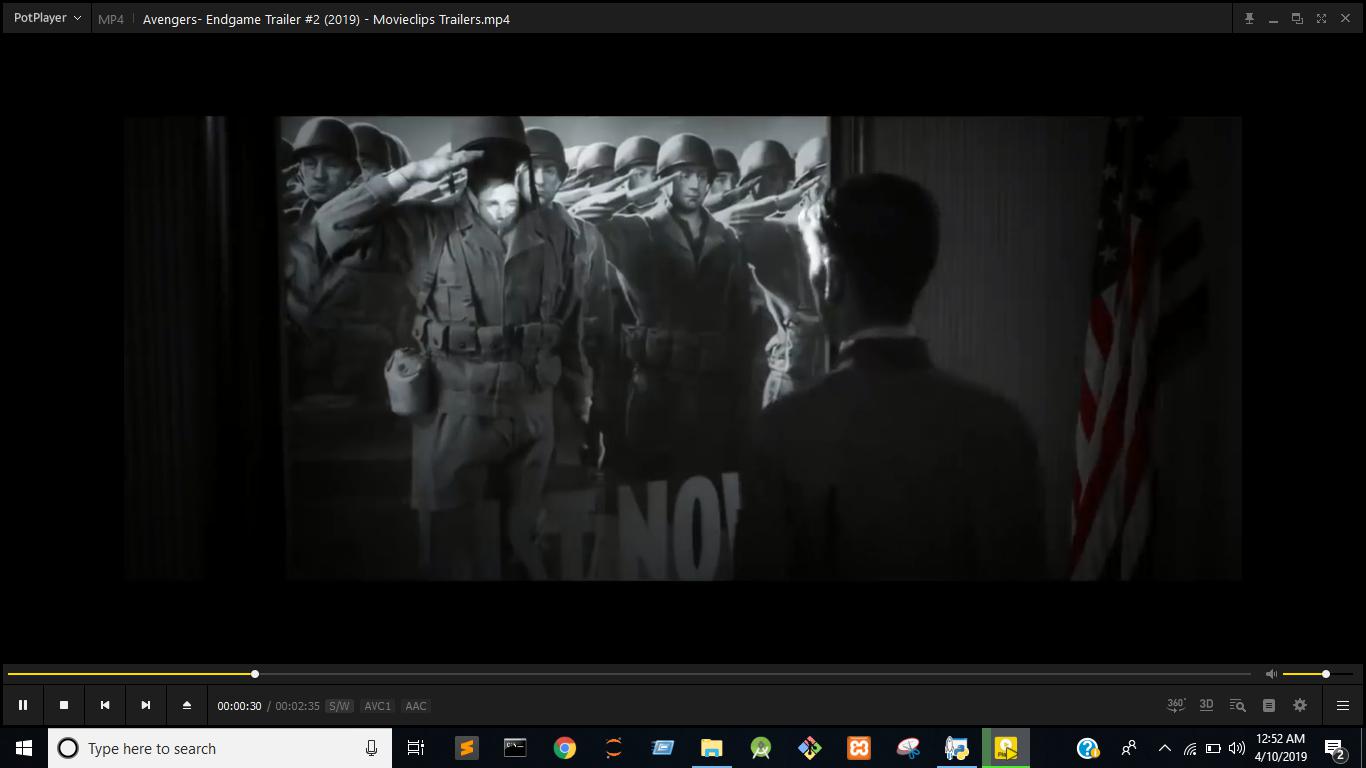 PotPlayer
MP4
Avengers- Endgame Trailer #2 (2019) - Movieclips Trailers.mp4
NO
00:00:30 / 00:02:35 S/W AVC1 AAC
360°
3D
Type here to search
12:52 AM
4/10/2019
2